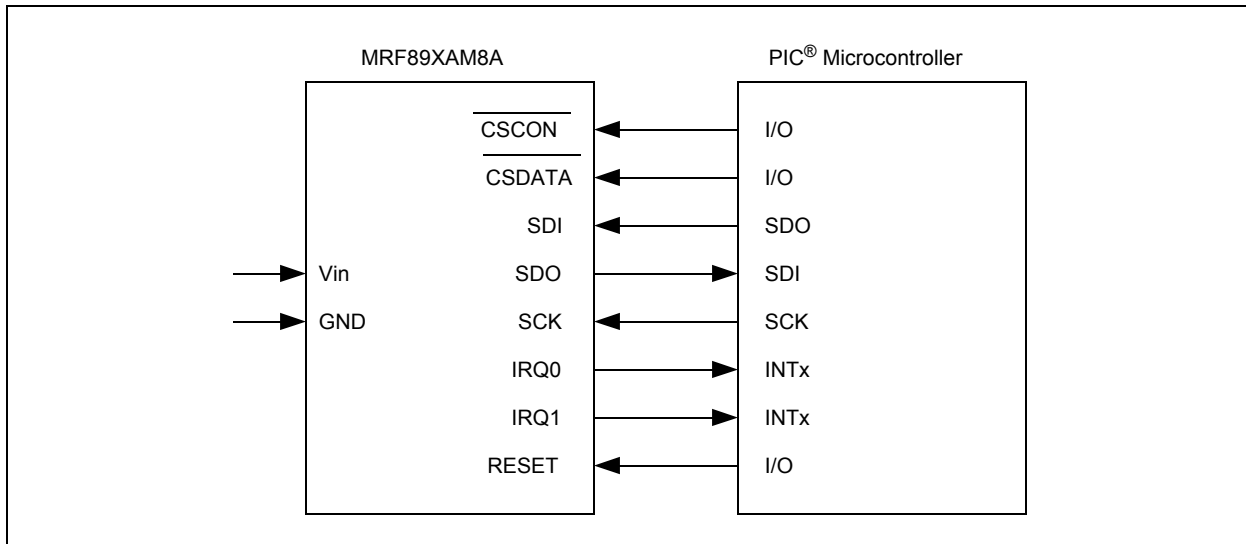 MRF89XAM8A
PIC® Microcontroller
CSCON
I/O
CSDATA
I/O
SDI
SDO
Vin
SDO
SDI
GND
SCK
SCK
IRQ0
INTx
IRQ1
INTx
RESET
I/O